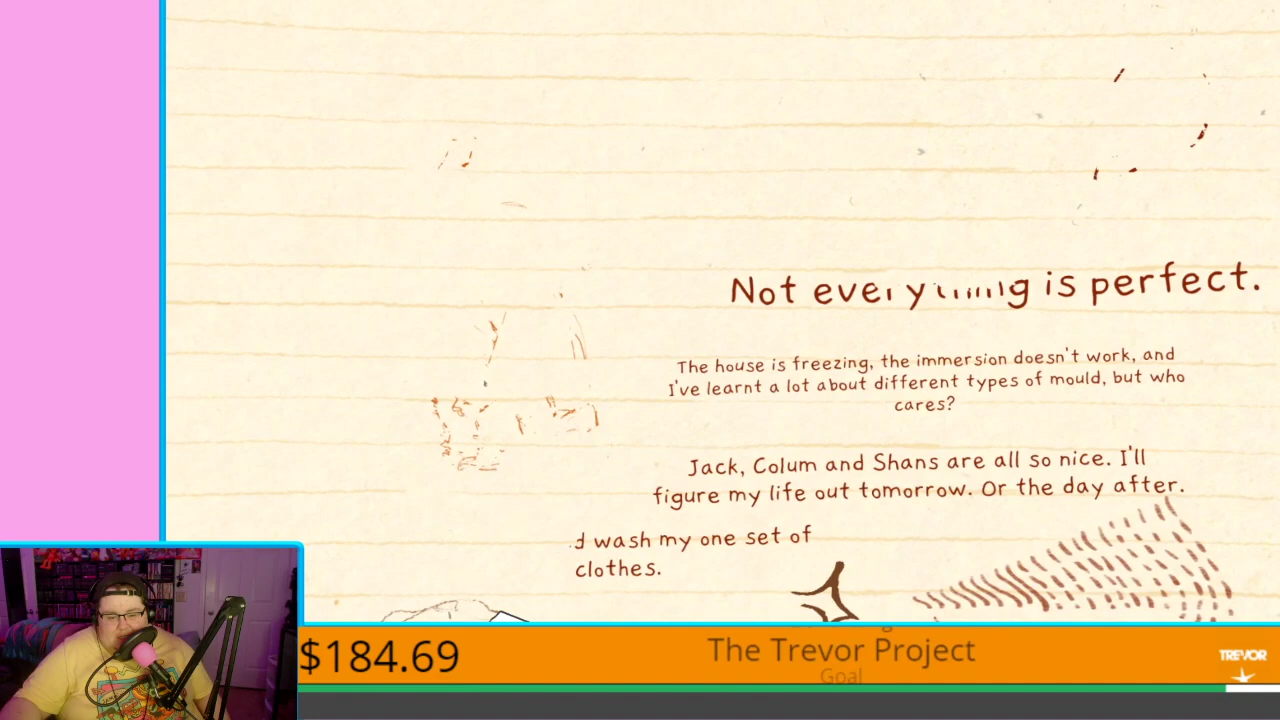 Not everything is perfect.
The house is freezing, the immersion doesn't work, and
I've learnt a lot about different types of mould, but who
cares?
Jack, Colum and Shans are all so nice. I'll
figure my life out tomorrow. Or the day after.
wash my one set of
clothes.
$184.69
The Trevor Project
Goal
TREVOR